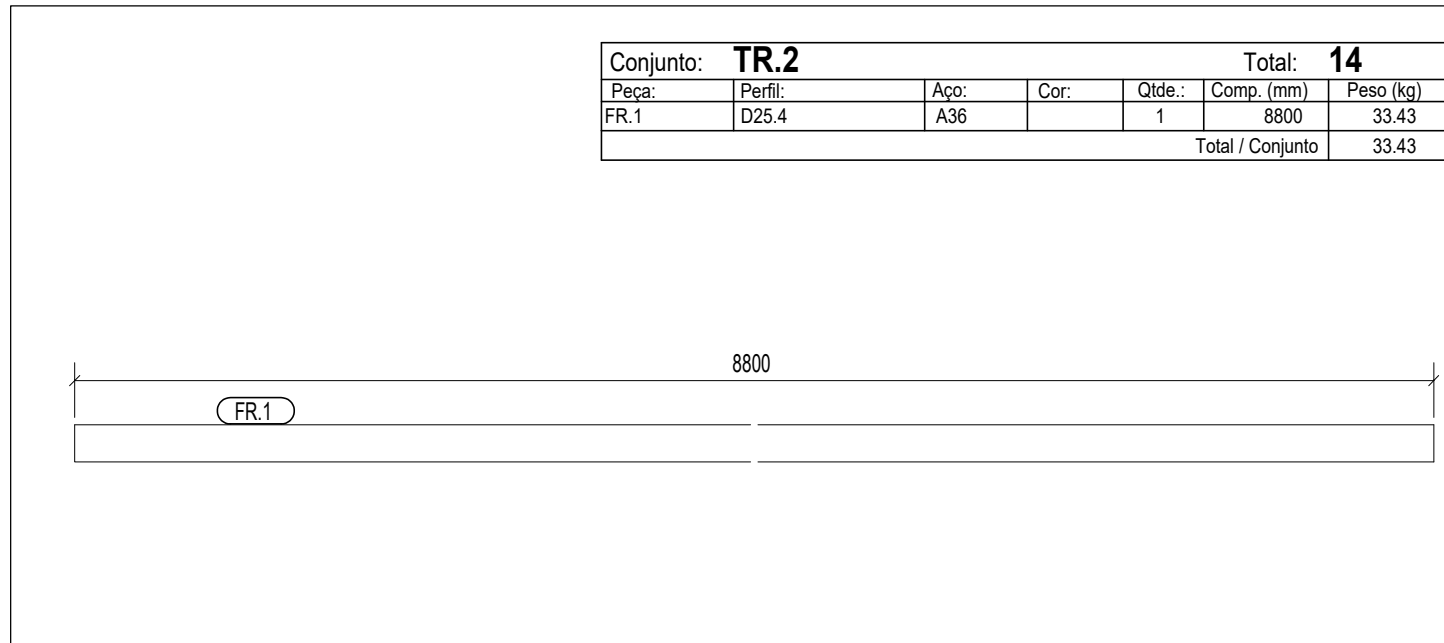 Conjunto: TR.2 Total: 14
Peça: Perfil: Aço: Cor: Qtde.: Comp. (mm) Peso (kg)
FR.1 D25.4 A36 1 8800 33.43
Total / Conjunto 33.43
8800
FR.1